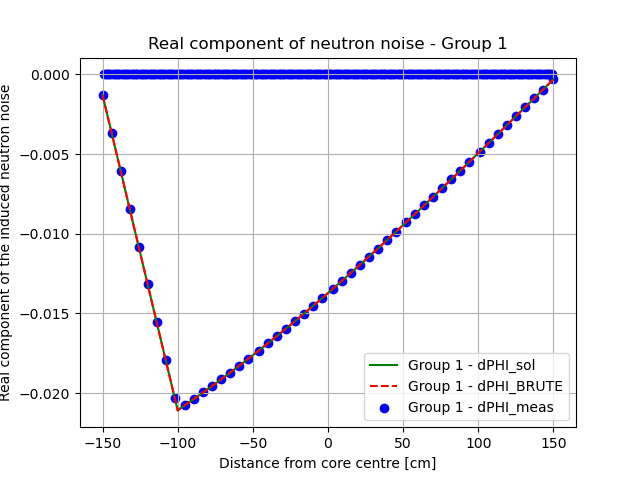 Real component of neutron noise - Group 1
Real component of the induced neutron noise
0.000
−0.005
−0.010
−0.015
−0.020
Group 1 - dPHI_sol
Group 1 - dPHI_BRUTE
Group 1 - dPHI_meas
−150
−100
−50
0
50
100
150
Distance from core centre [cm]